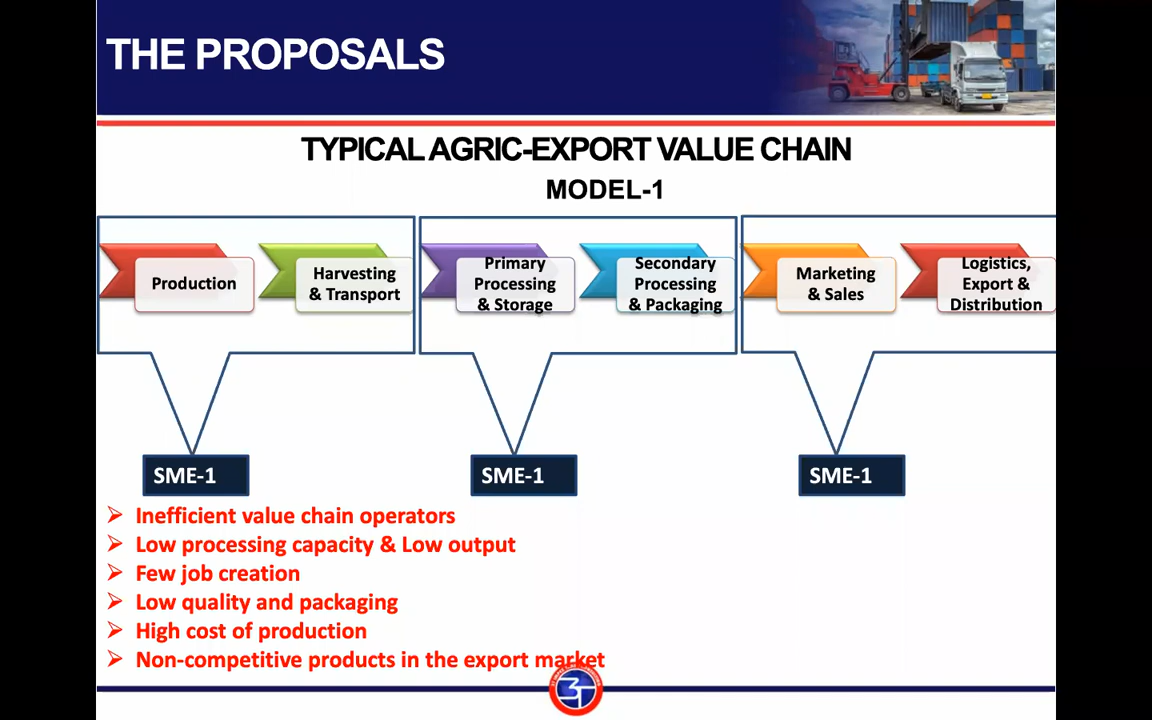 THE PROPOSALS
TYPICAL AGRIC-EXPORT VALUE CHAIN
MODEL-1
Production
Harvesting
& Transport
Primary
Processing
& Storage
Secondary
Processing
& Packaging
Marketing
& Sales
Logistics,
Export &
Distribution
SME-1
SME-1
SME-1
Inefficient value chain operators
Low processing capacity & Low output
Few job creation
Low quality and packaging
High cost of production
Non-competitive products in the export market
3T